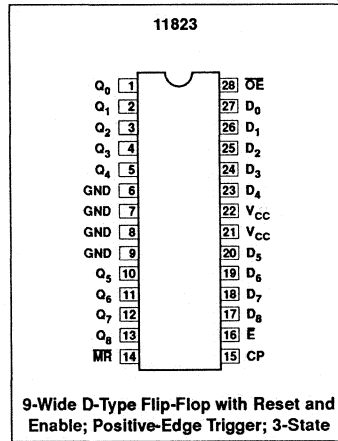 11823
Q0 1 28 O̅E̅
Q1 2 27 D0
Q2 3 26 D1
Q3 4 25 D2
Q4 5 24 D3
GND 6 23 D4
GND 7 22 VCC
GND 8 21 VCC
GND 9 20 D5
Q5 10 19 D6
Q6 11 18 D7
Q7 12 17 D8
Q8 13 16 E̅
M̅R̅ 14 15 CP
9-Wide D-Type Flip-Flop with Reset and
Enable; Positive-Edge Trigger; 3-State